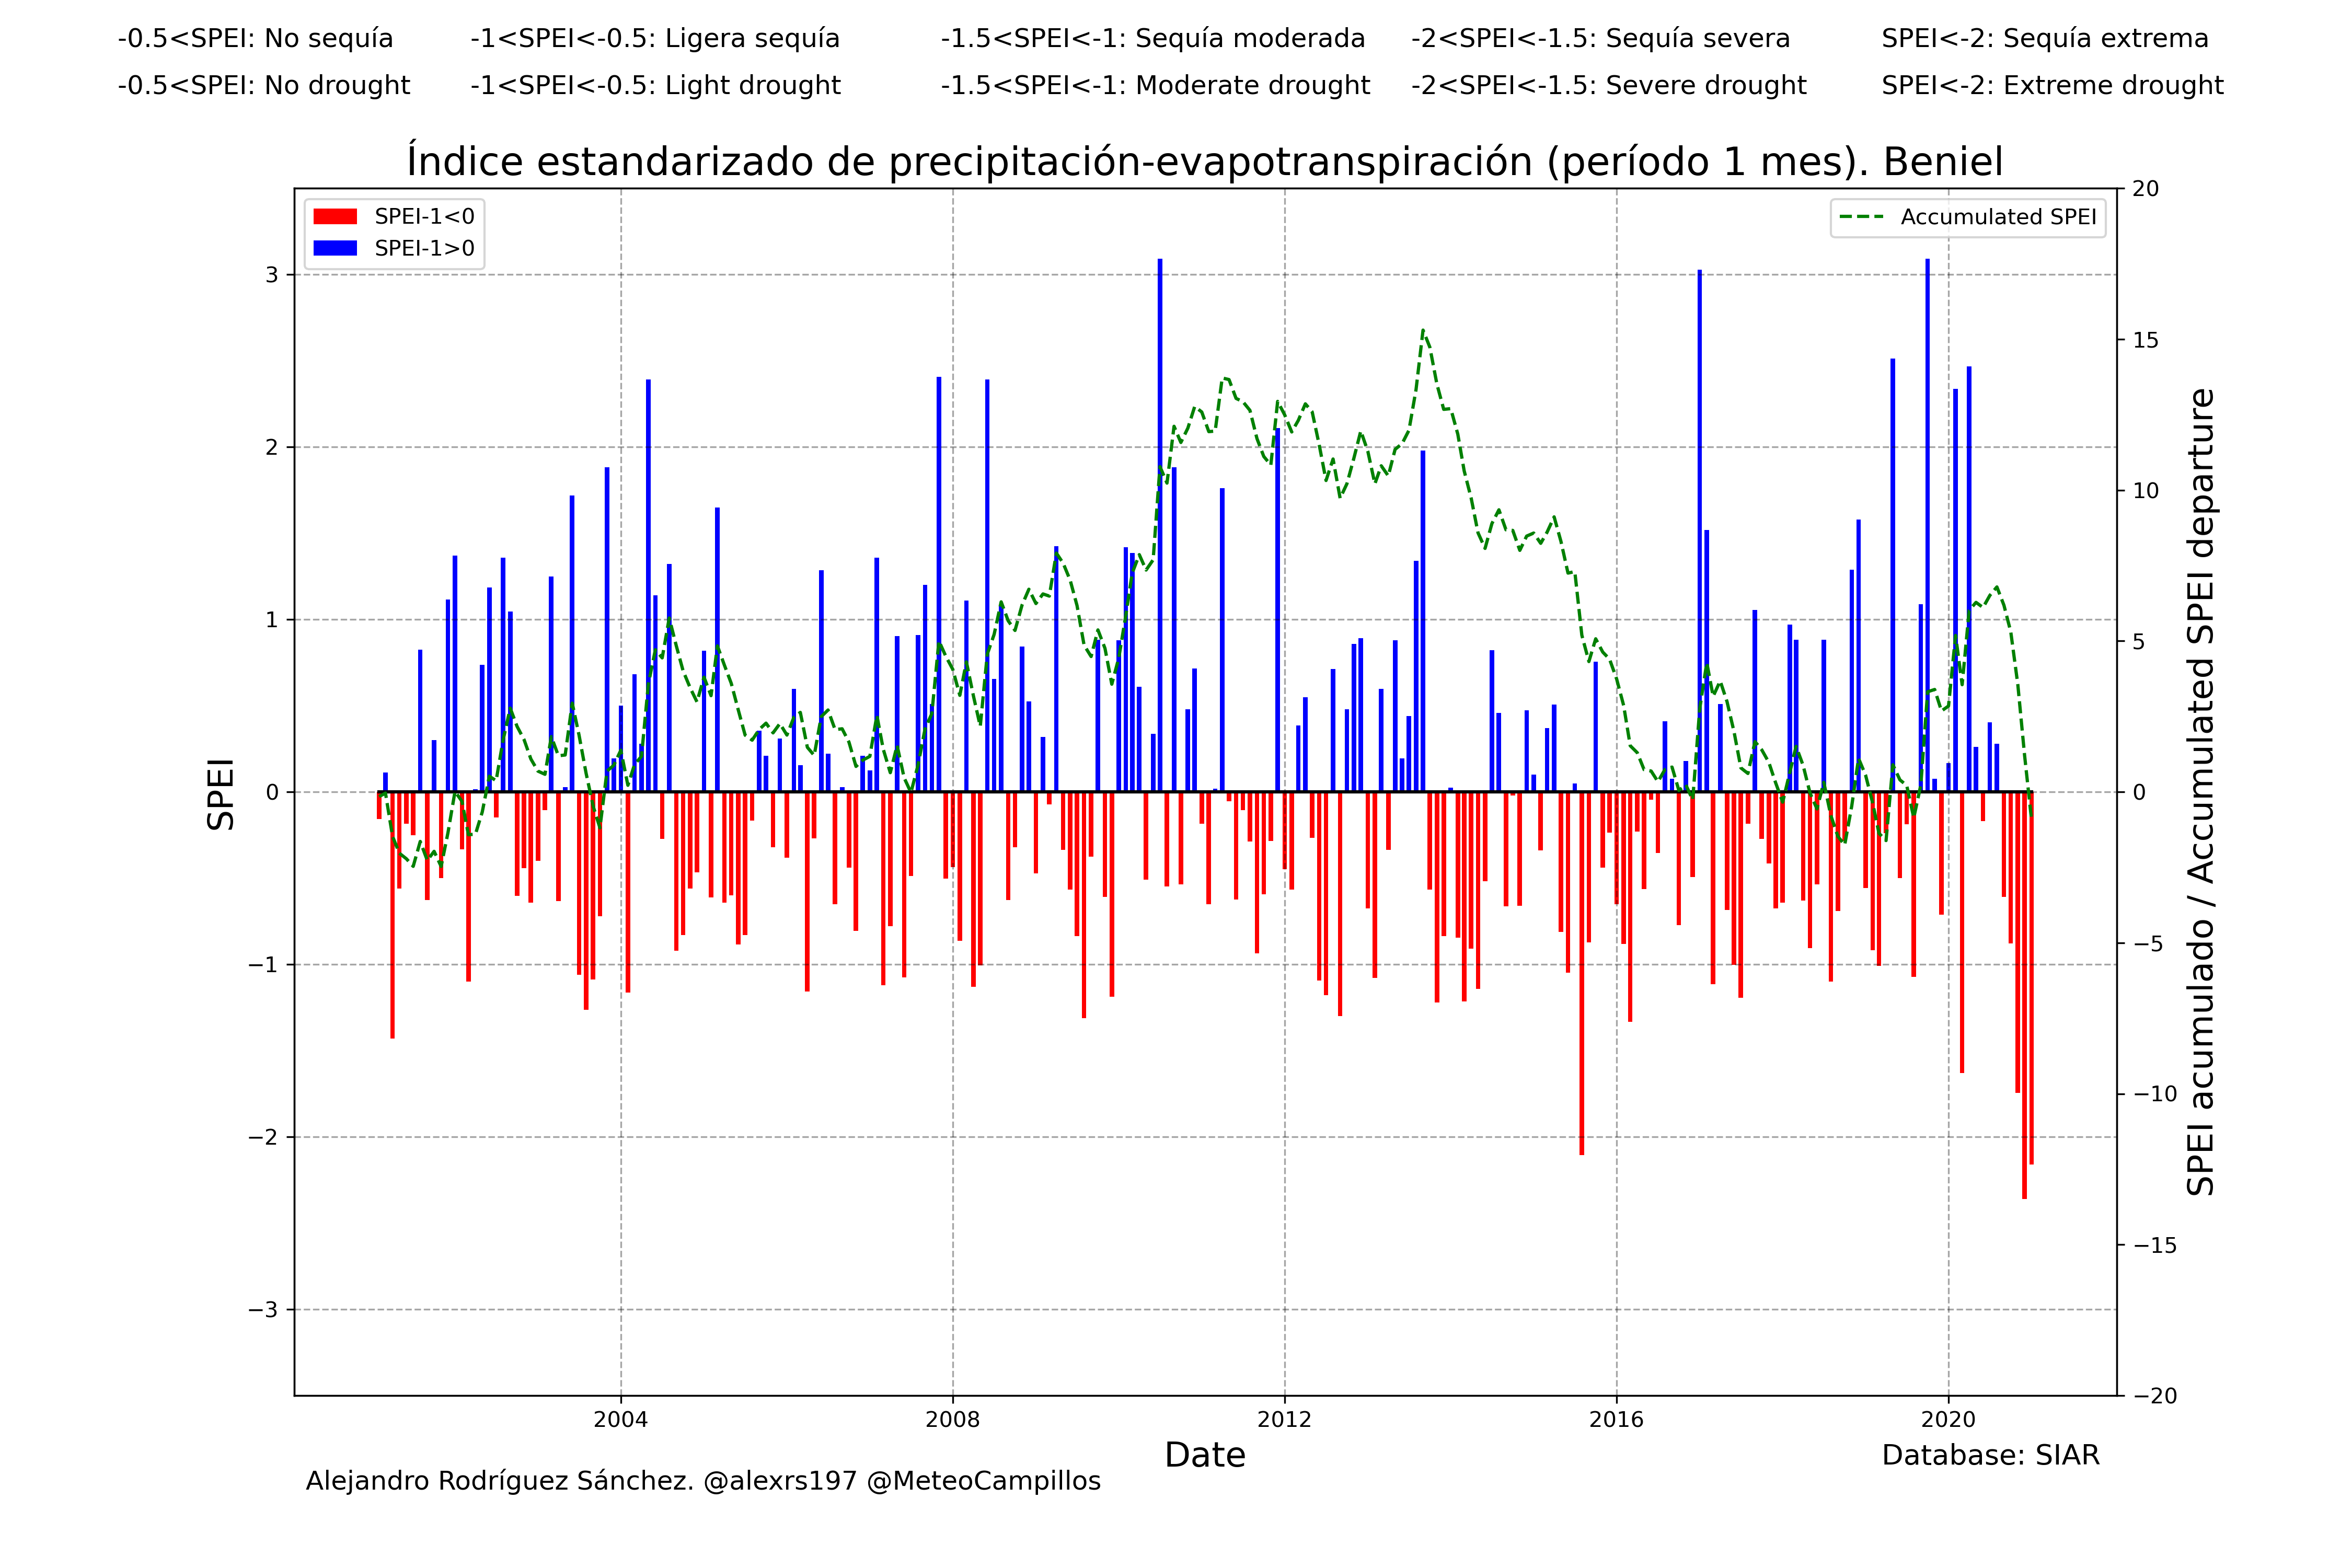 -0.5<SPEI: No sequía -1<SPEI<-0.5: Ligera sequía -1.5<SPEI<-1: Sequía moderada -2<SPEI<-1.5: Sequía severa SPEI<-2: Sequía extrema
-0.5<SPEI: No drought -1<SPEI<-0.5: Light drought -1.5<SPEI<-1: Moderate drought -2<SPEI<-1.5: Severe drought SPEI<-2: Extreme drought
Índice estandarizado de precipitación-evapotranspiración (período 1 mes). Beniel
SPEI-1<0
SPEI-1>0
Accumulated SPEI
3
2
1
0
−1
−2
−3
SPEI
20
15
10
5
0
−5
−10
−15
−20
SPEI acumulado / Accumulated SPEI departure
2004 2008 2012 2016 2020
Date
Database: SIAR
Alejandro Rodríguez Sánchez. @alexrs197 @MeteoCampillos